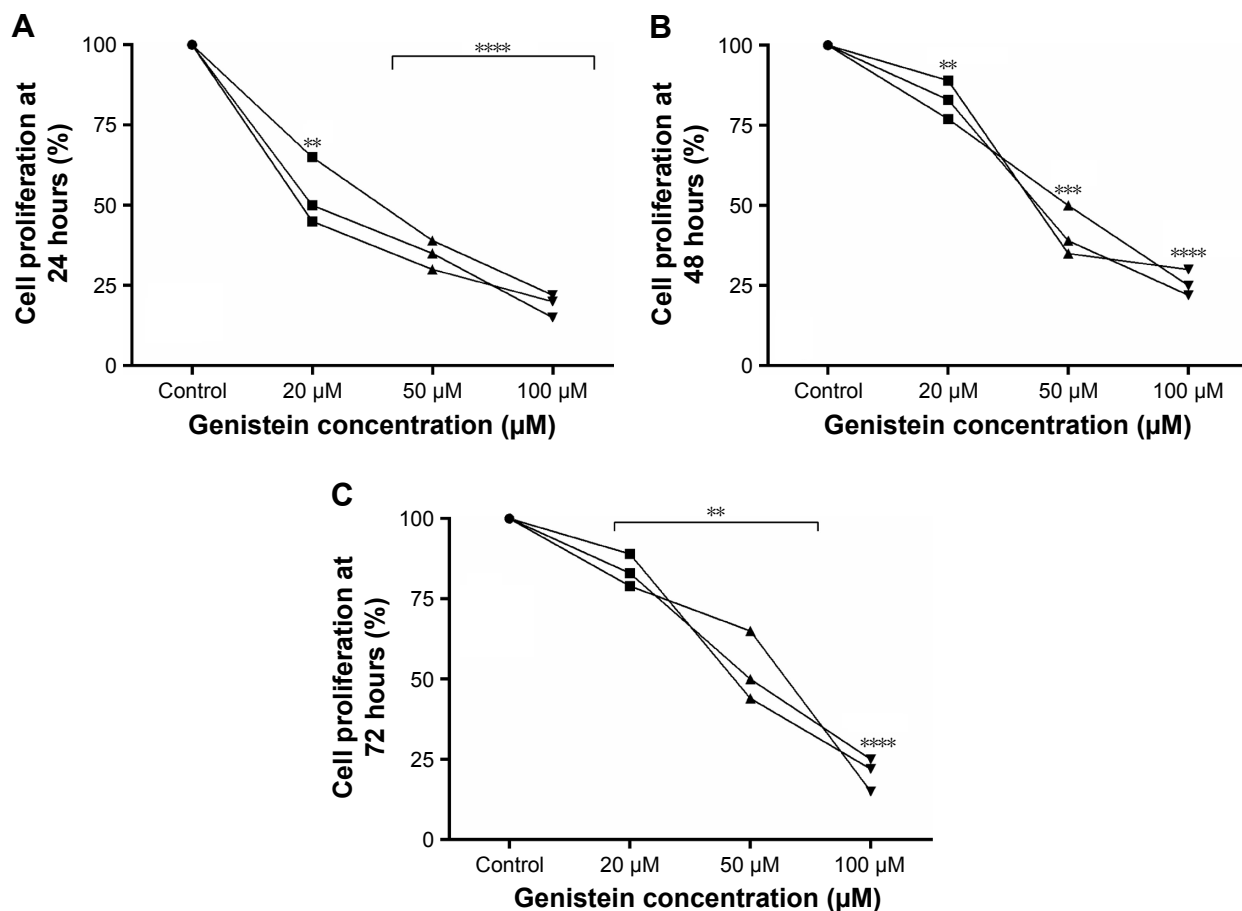 A
Cell proliferation at
24 hours (%)
100
75
50
25
0
****
**
Control
20 µM
50 µM
100 µM
Genistein concentration (µM)
B
Cell proliferation at
48 hours (%)
100
75
50
25
0
**
***
****
Control
20 µM
50 µM
100 µM
Genistein concentration (µM)
C
Cell proliferation at
72 hours (%)
100
75
50
25
0
**
****
Control
20 µM
50 µM
100 µM
Genistein concentration (µM)